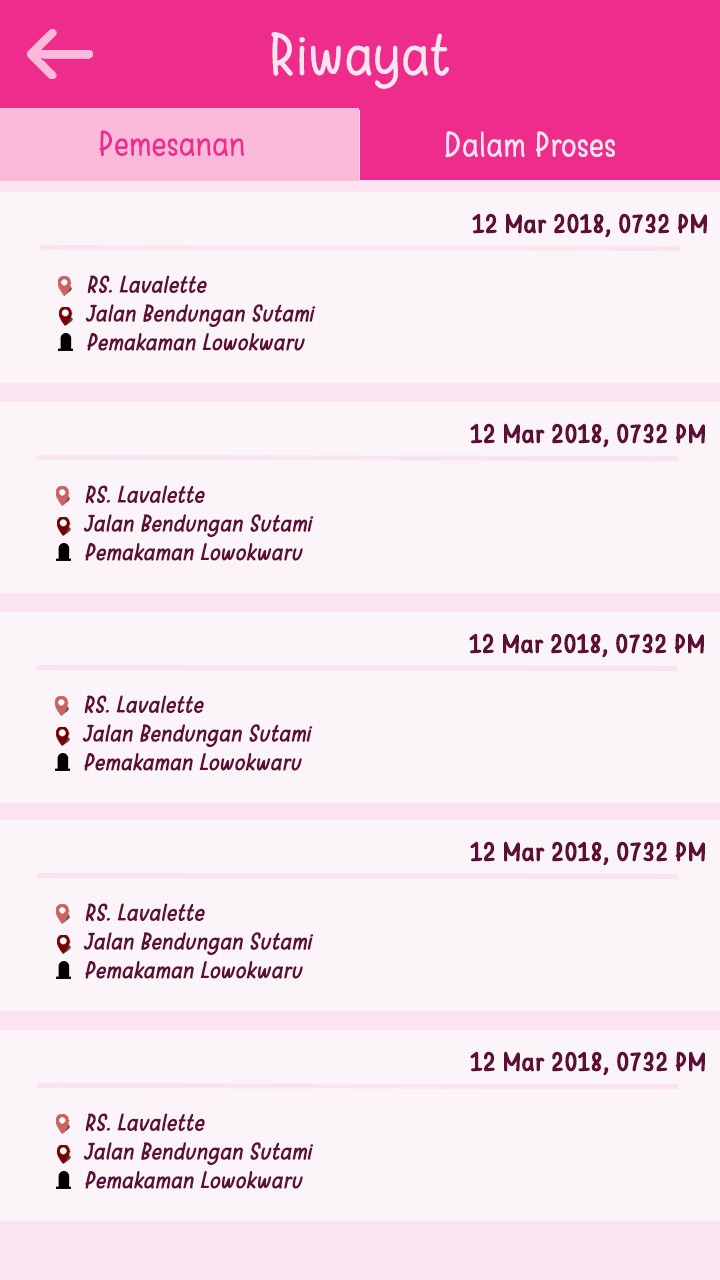 Riwayat
Pemesanan
Dalam Proses
12 Mar 2018, 0732 PM
RS. Lavalette
Jalan Bendungan Sutami
Pemakaman Lowokwaru
12 Mar 2018, 0732 PM
RS. Lavalette
Jalan Bendungan Sutami
Pemakaman Lowokwaru
12 Mar 2018, 0732 PM
RS. Lavalette
Jalan Bendungan Sutami
Pemakaman Lowokwaru
12 Mar 2018, 0732 PM
RS. Lavalette
Jalan Bendungan Sutami
Pemakaman Lowokwaru
12 Mar 2018, 0732 PM
RS. Lavalette
Jalan Bendungan Sutami
Pemakaman Lowokwaru